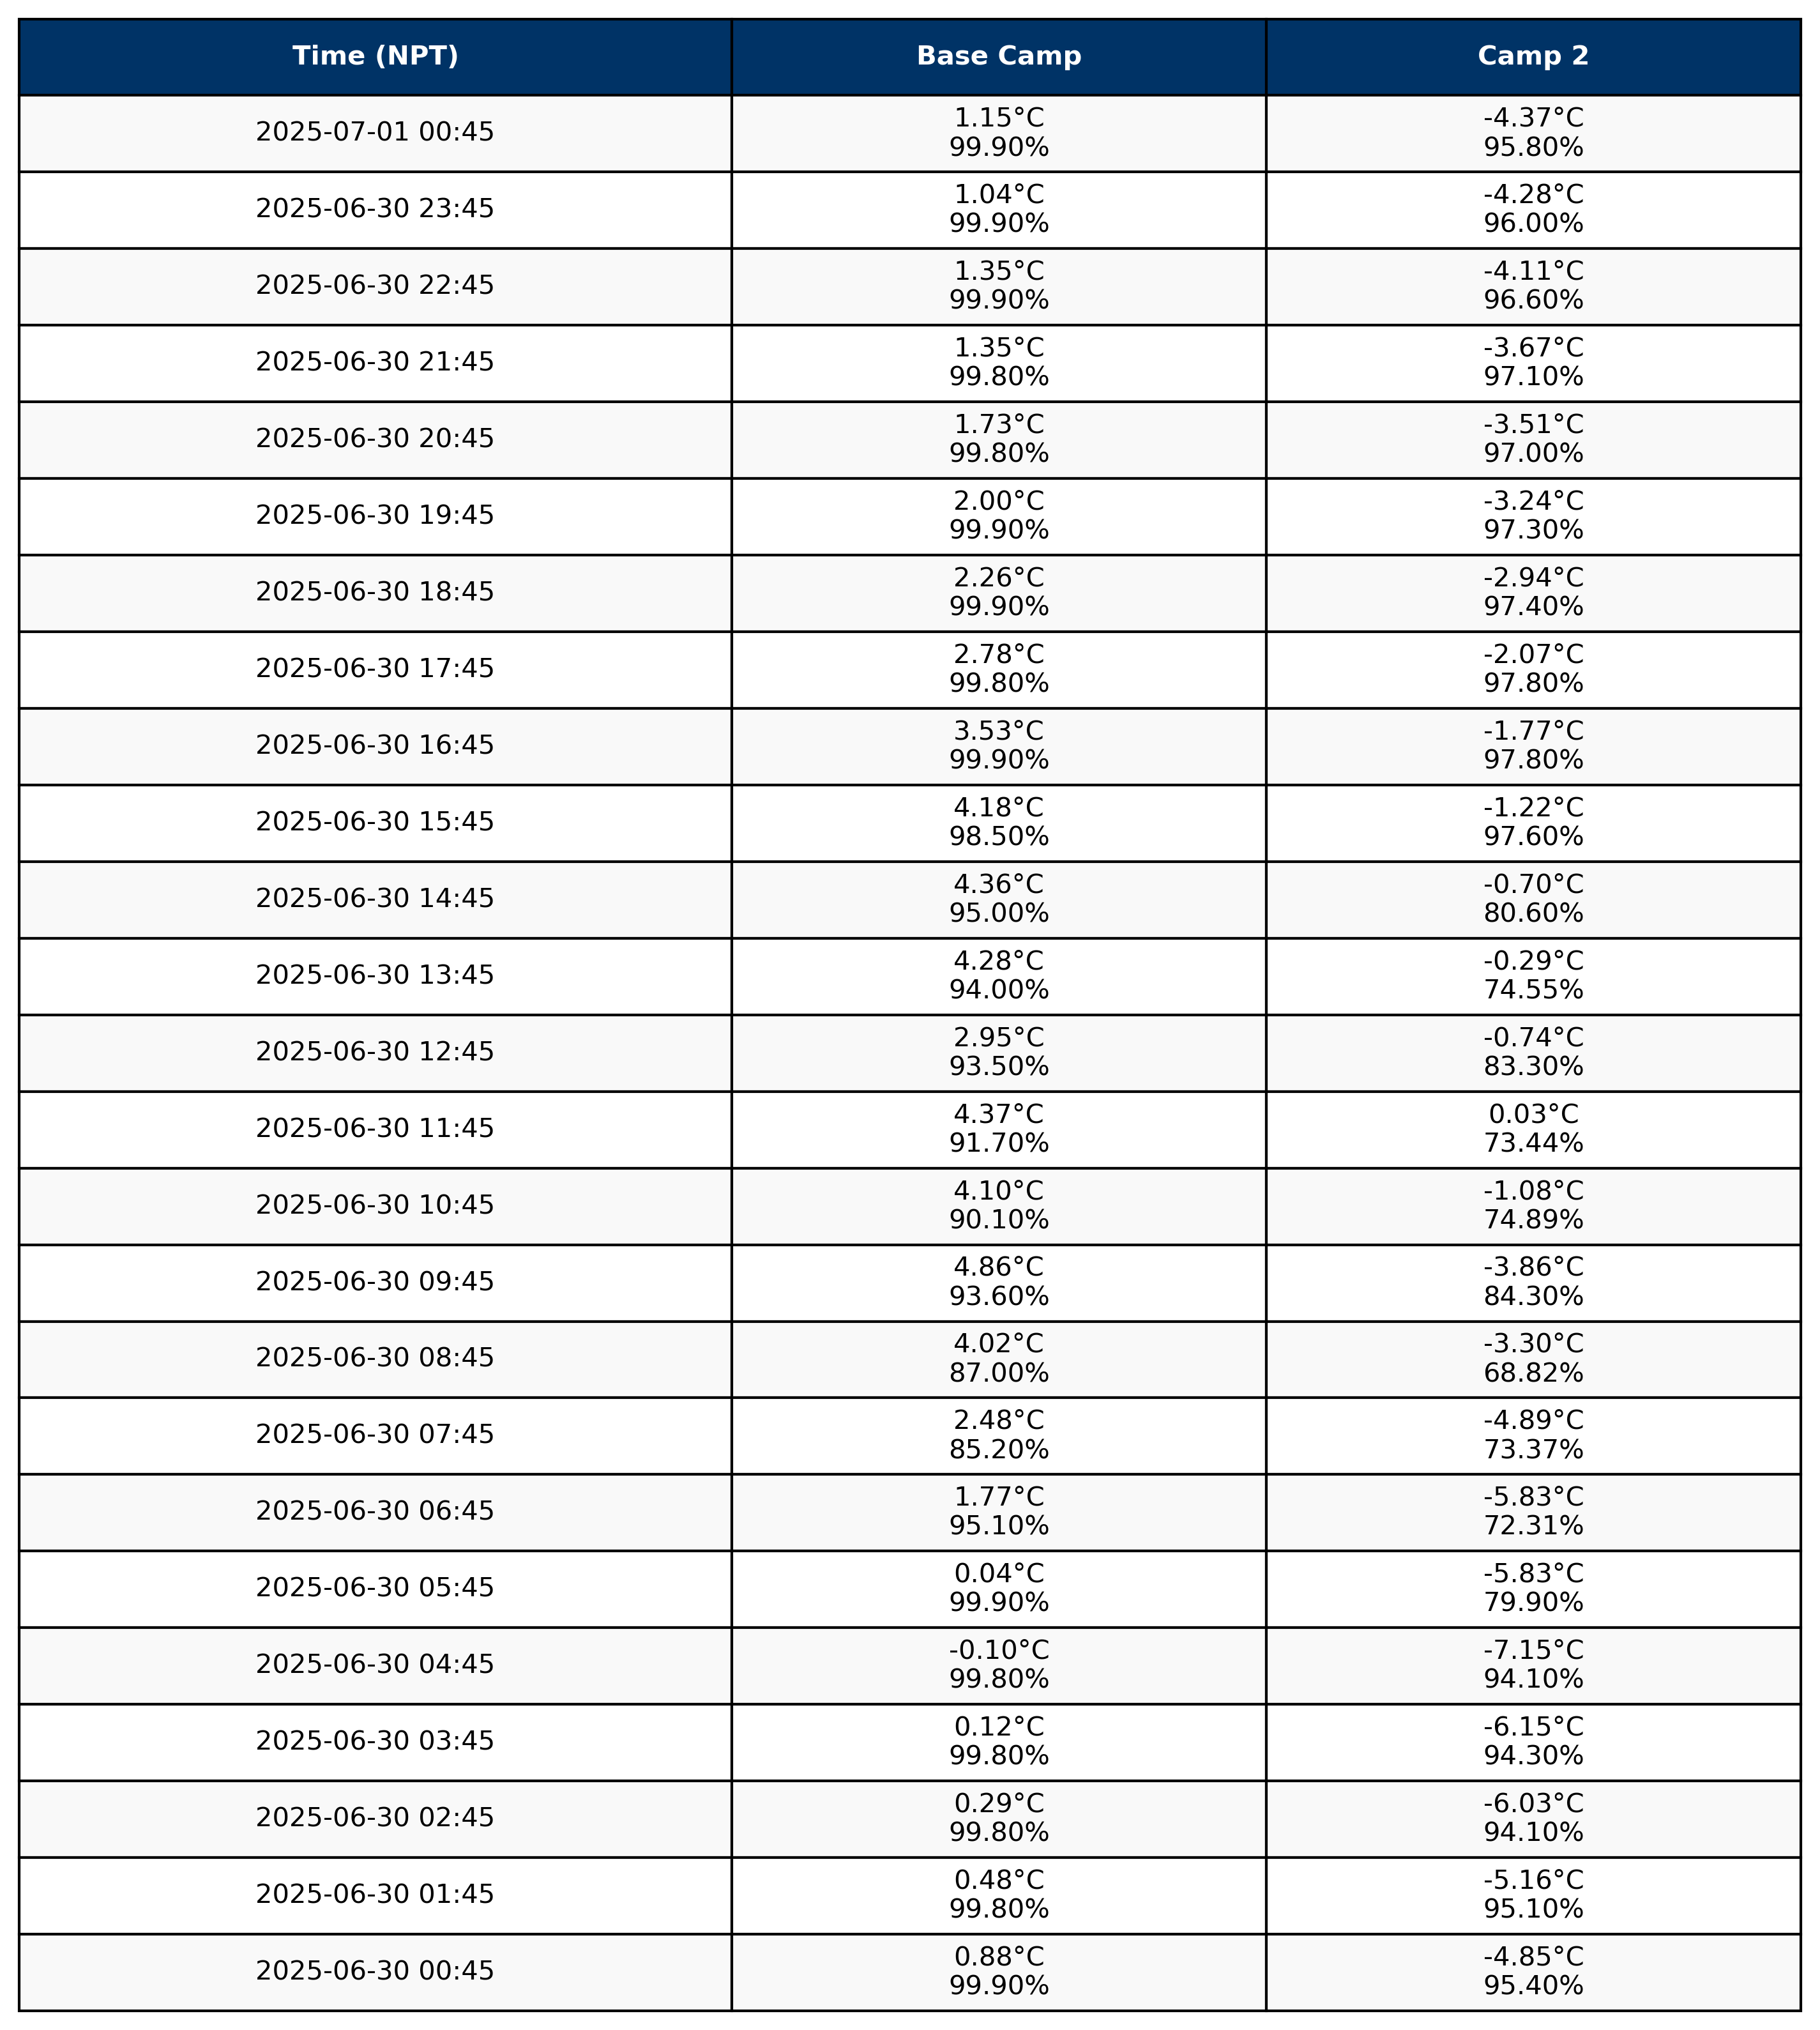 Time (NPT) Base Camp Camp 2
2025-07-01 00:45 1.15°C -4.37°C
99.90% 95.80%
2025-06-30 23:45 1.04°C -4.28°C
99.90% 96.00%
2025-06-30 22:45 1.35°C -4.11°C
99.90% 96.60%
2025-06-30 21:45 1.35°C -3.67°C
99.80% 97.10%
2025-06-30 20:45 1.73°C -3.51°C
99.80% 97.00%
2025-06-30 19:45 2.00°C -3.24°C
99.90% 97.30%
2025-06-30 18:45 2.26°C -2.94°C
99.90% 97.40%
2025-06-30 17:45 2.78°C -2.07°C
99.80% 97.80%
2025-06-30 16:45 3.53°C -1.77°C
99.90% 97.80%
2025-06-30 15:45 4.18°C -1.22°C
98.50% 97.60%
2025-06-30 14:45 4.36°C -0.70°C
95.00% 80.60%
2025-06-30 13:45 4.28°C -0.29°C
94.00% 74.55%
2025-06-30 12:45 2.95°C -0.74°C
93.50% 83.30%
2025-06-30 11:45 4.37°C 0.03°C
91.70% 73.44%
2025-06-30 10:45 4.10°C -1.08°C
90.10% 74.89%
2025-06-30 09:45 4.86°C -3.86°C
93.60% 84.30%
2025-06-30 08:45 4.02°C -3.30°C
87.00% 68.82%
2025-06-30 07:45 2.48°C -4.89°C
85.20% 73.37%
2025-06-30 06:45 1.77°C -5.83°C
95.10% 72.31%
2025-06-30 05:45 0.04°C -5.83°C
99.90% 79.90%
2025-06-30 04:45 -0.10°C -7.15°C
99.80% 94.10%
2025-06-30 03:45 0.12°C -6.15°C
99.80% 94.30%
2025-06-30 02:45 0.29°C -6.03°C
99.80% 94.10%
2025-06-30 01:45 0.48°C -5.16°C
99.80% 95.10%
2025-06-30 00:45 0.88°C -4.85°C
99.90% 95.40%